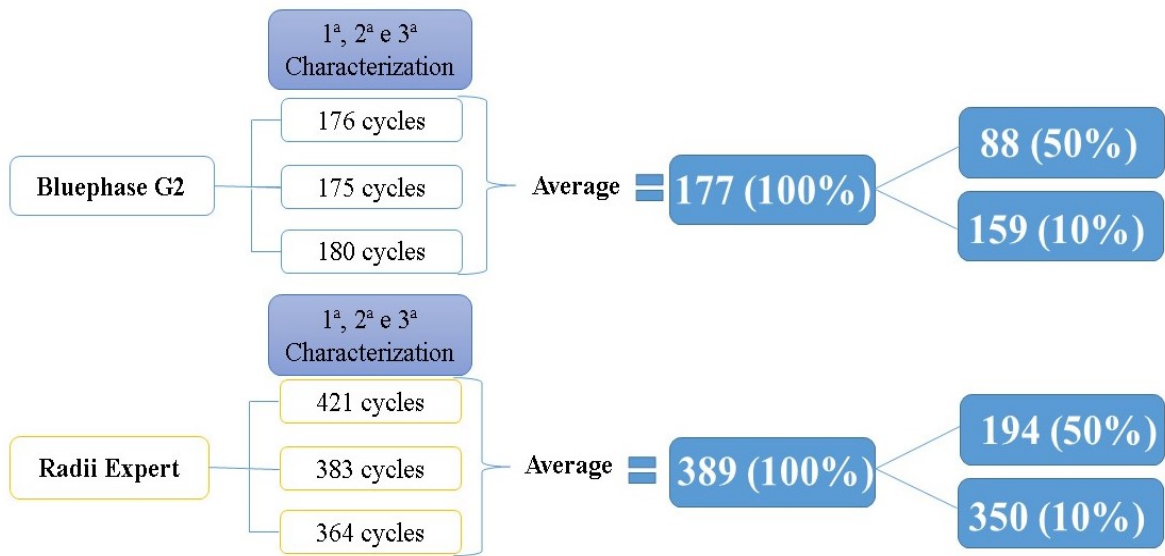 1ª, 2ª e 3ª
Characterization
176 cycles
Bluephase G2
175 cycles
180 cycles
Average
177 (100%)
88 (50%)
159 (10%)
1ª, 2ª e 3ª
Characterization
421 cycles
Radii Expert
383 cycles
364 cycles
Average
389 (100%)
194 (50%)
350 (10%)